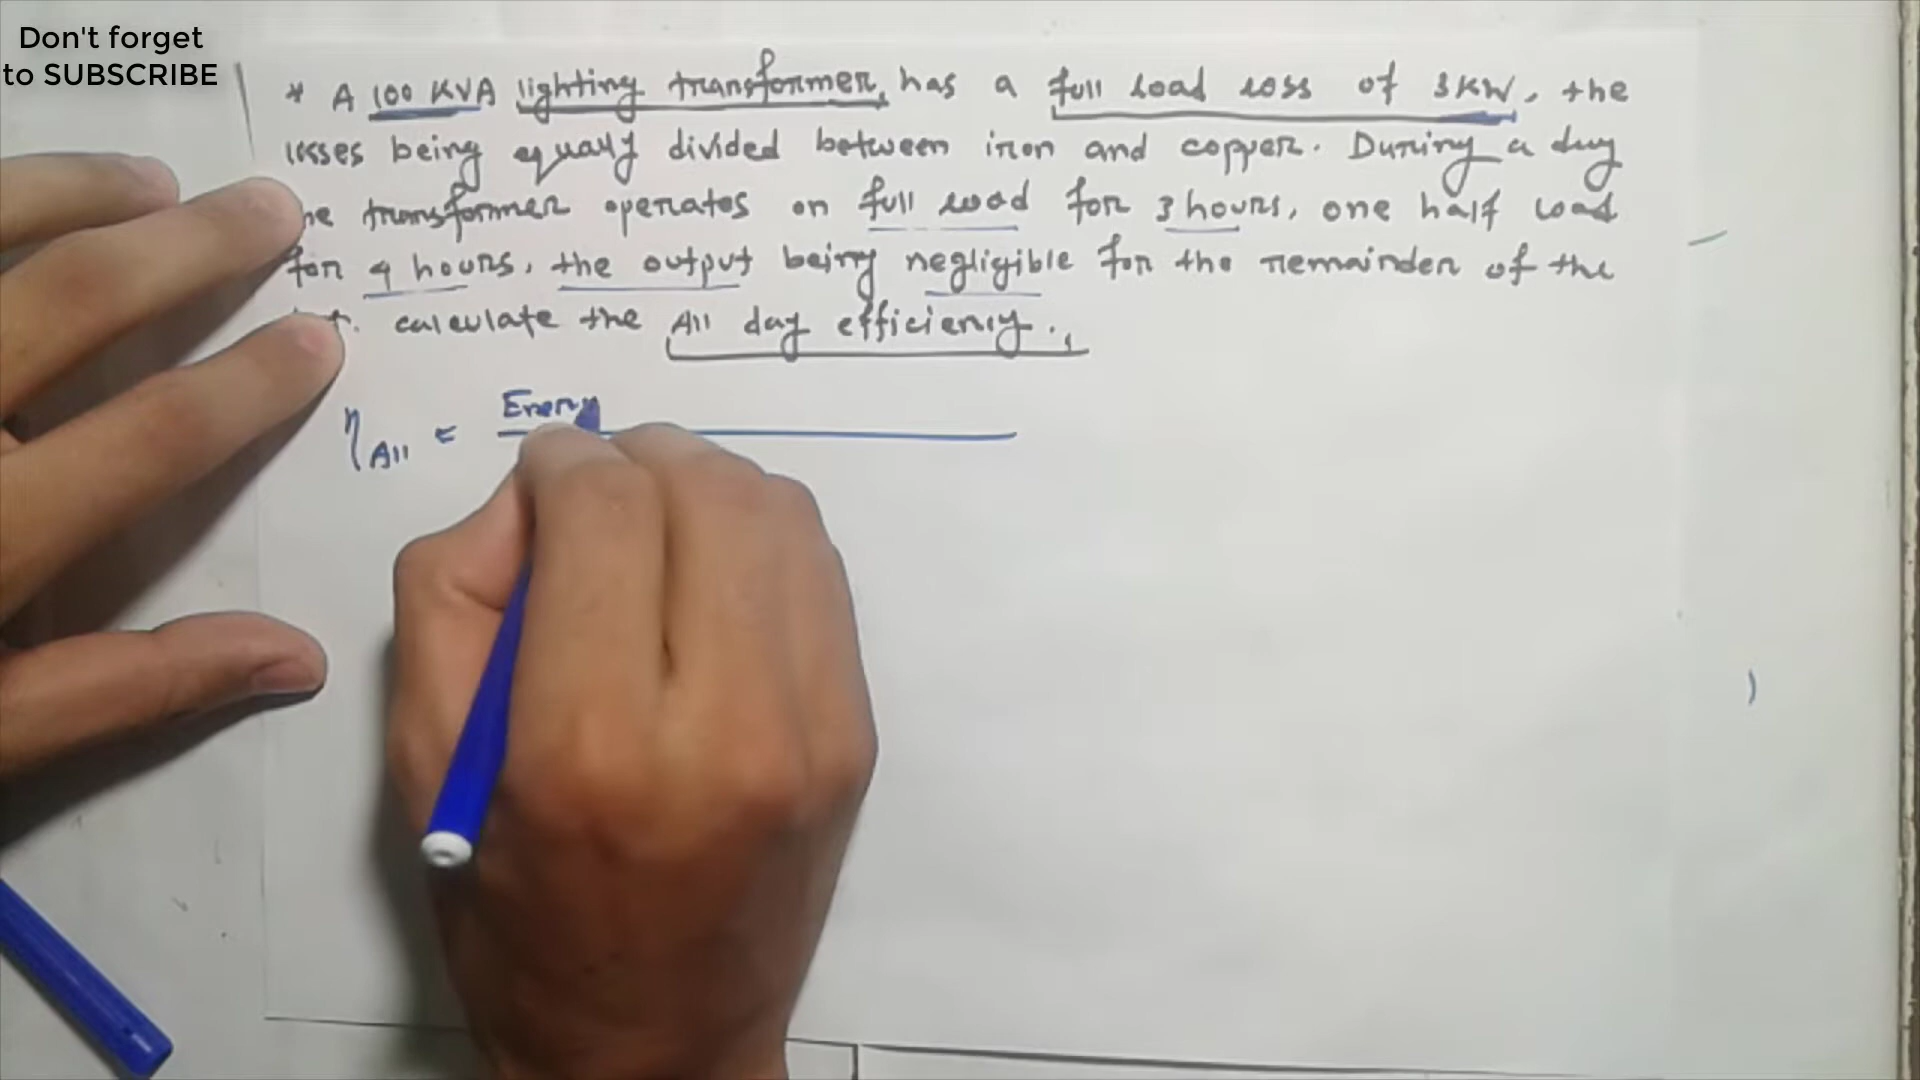 Don't forget
to SUBSCRIBE
* A 100 KVA lighting transformer, has a full load loss of 3KW, the
losses being equally divided between iron and copper. During a day
he transformer operates on full load for 3 hours, one half load
for 4 hours, the output being negligible for the remainder of the
calculate the All day efficiency.
η All = Energy